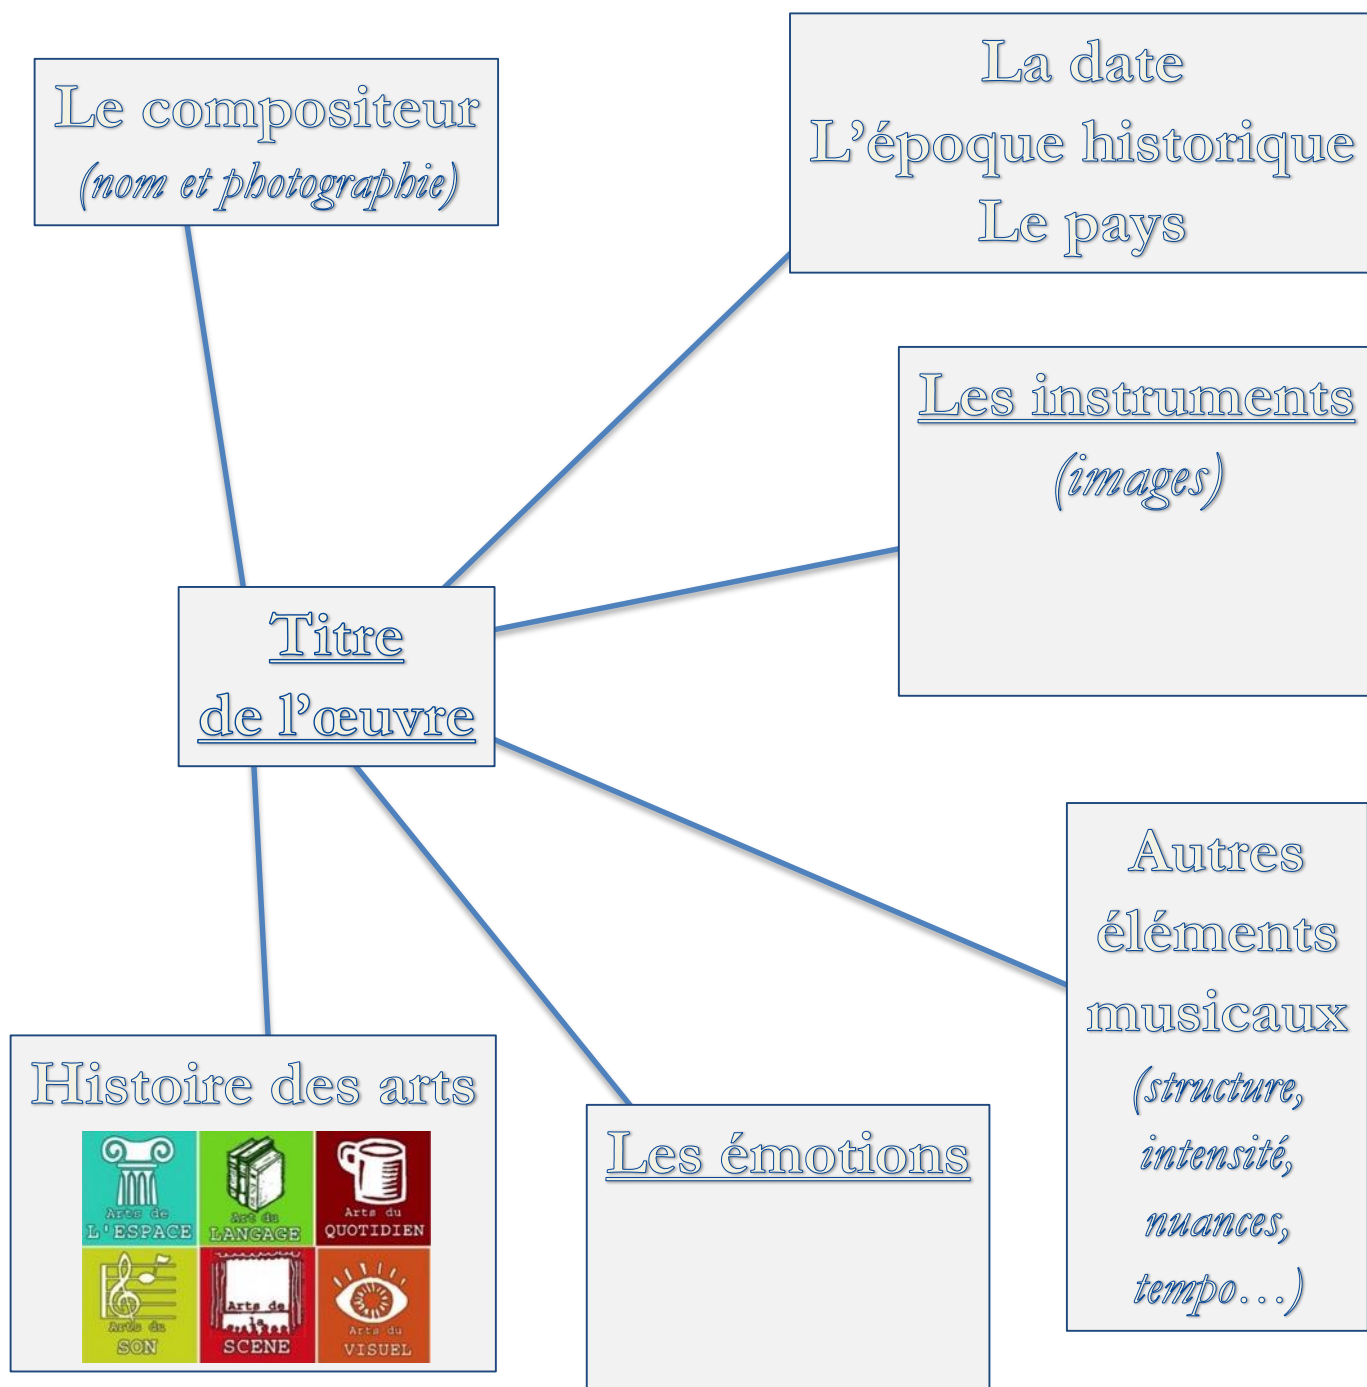 Le compositeur
(nom et photographie)
La date
L’époque historique
Le pays
Les instruments
(images)
Titre
de l’œuvre
Autres
éléments
musicaux
(structure,
intensité,
nuances,
tempo…)
Histoire des arts
Arts de
L'ESPACE
Art du
LANGAGE
Arts du
QUOTIDIEN
Arts du
SON
Arts de
la
SCENE
Arts du
VISUEL
Les émotions